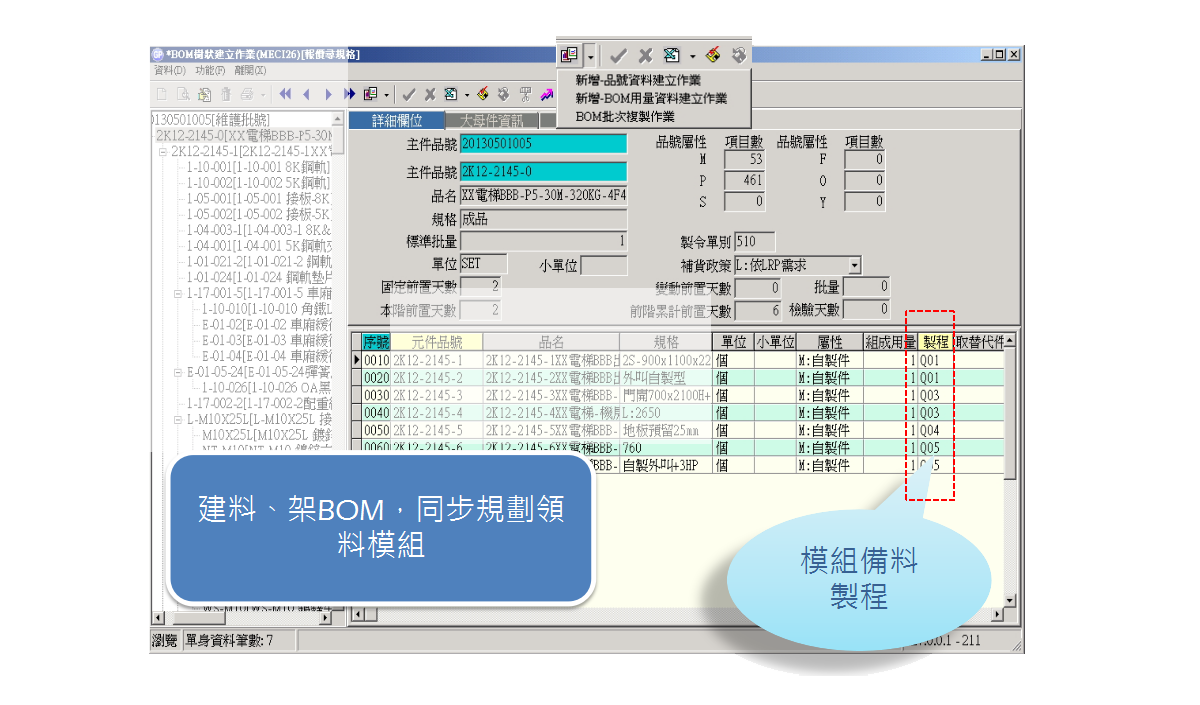 *BOM樹狀建立作業(MECI26)[報價尋規格]
資料(D) 功能(P) 離開(X)
新增-品號資料建立作業
新增-BOM用量資料建立作業
BOM批次複製作業
詳細欄位 大母件資訊
主件品號 20130501005
主件品號 2K12-2145-0
品名 XX電梯BBB-P5-30M-320KG-4F4
規格 成品
標準批量 1
單位 SET 小單位
固定前置天數 2
本階前置天數 2
品號屬性 項目數 品號屬性 項目數
M 53 F 0
P 461 O 0
S 0 Y 0
製令單別 510
補貨政策 L:依LRP需求
變動前置天數 0 批量 0
前階累計前置天數 6 檢驗天數 0
0130501005[維護批號]
2K12-2145-0[XX電梯BBB-P5-30M
2K12-2145-1[2K12-2145-1XX
1-10-001[1-10-001 8K鋼軌]
1-10-002[1-10-002 5K鋼軌]
1-05-001[1-05-001 接板-8K
1-05-002[1-05-002 接板-5K
1-04-003-1[1-04-003-1 8K&
1-04-001[1-04-001 5K鋼軌
1-01-021-2[1-01-021-2 鋼軌
1-01-024[1-01-024 鋼軌墊片
1-17-001-5[1-17-001-5 車廂
1-10-010[1-10-010 角鐵L
E-01-02[E-01-02 車廂緩
E-01-03[E-01-03 車廂緩
E-01-04[E-01-04 車廂緩
E-01-05-24[E-01-05-24彈簧
1-10-026[1-10-026 OA黑
1-17-002-2[1-17-002-2配重
L-M10X25L[L-M10X25L 接
M10X25L[M10X25L 鍍鋅
序號 元件品號 品名 規格 單位 小單位 屬性 組成用量 製程 取替代件
0010 2K12-2145-1 2K12-2145-1XX電梯BBB 2S-900x1100x22 個 M:自製件 1 Q01
0020 2K12-2145-2 2K12-2145-2XX電梯BBB 外叫自製型 個 M:自製件 1 Q01
0030 2K12-2145-3 2K12-2145-3XX電梯BBB- 門開700x2100H+ 個 M:自製件 1 Q03
0040 2K12-2145-4 2K12-2145-4XX電梯-機 L:2650 個 M:自製件 1 Q03
0050 2K12-2145-5 2K12-2145-5XX電梯BBB- 地板預留25mm 個 M:自製件 1 Q04
0060 2K12-2145-6 2K12-2145-6XX電梯BBB- 760 個 M:自製件 1 Q05
BBB- 自製外叫+3HP 個 M:自製件
建料、架BOM，同步規劃領
料模組
模組備料
製程
瀏覽 單身資料筆數: 7
.0.0.1 - 211